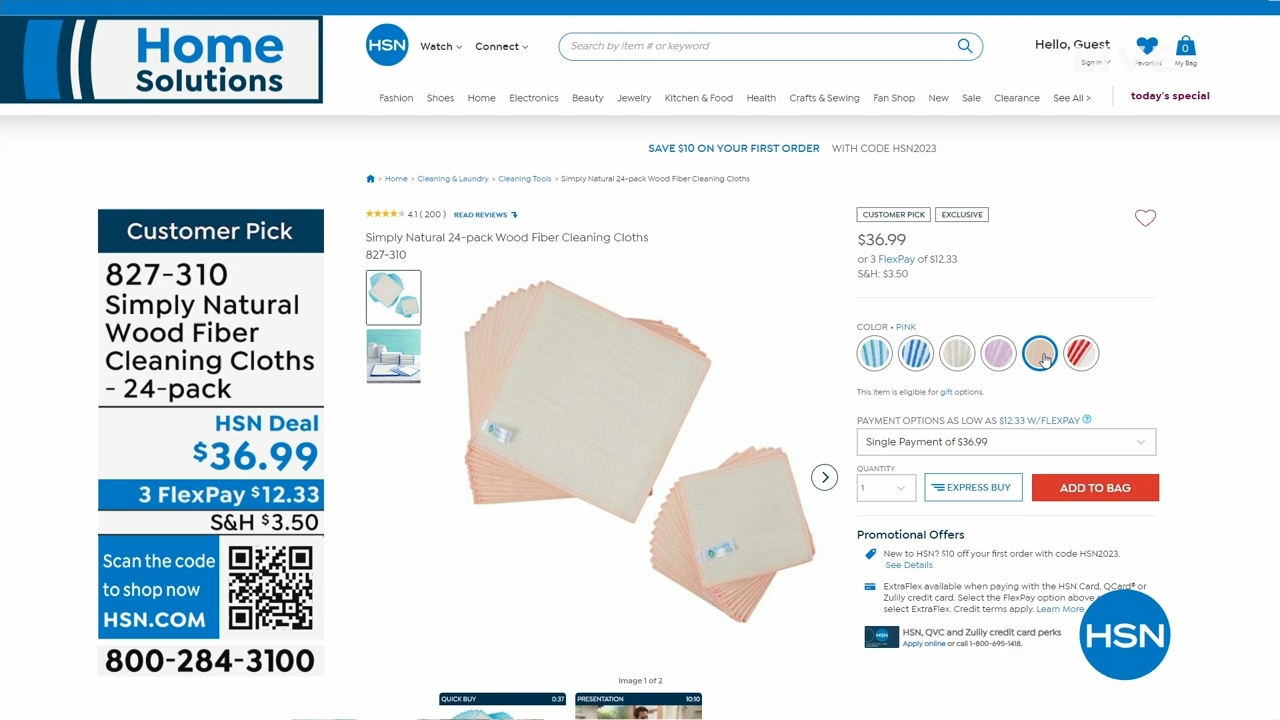 Home
Solutions
HSN
Watch
Connect
Search by item # or keyword
Hello, Guest
Sign In
Favorites
0
My Bag
Fashion
Shoes
Home
Electronics
Beauty
Jewelry
Kitchen & Food
Health
Crafts & Sewing
Fan Shop
New
Sale
Clearance
See All >
today's special
SAVE $10 ON YOUR FIRST ORDER WITH CODE HSN2023
> Home > Cleaning & Laundry > Cleaning Tools > Simply Natural 24-pack Wood Fiber Cleaning Cloths
Customer Pick
827-310
Simply Natural
Wood Fiber
Cleaning Cloths
- 24-pack
HSN Deal
$36.99
3 FlexPay $12.33
S&H $3.50
Scan the code
to shop now
HSN.COM
800-284-3100
4.1 ( 200 ) READ REVIEWS
Simply Natural 24-pack Wood Fiber Cleaning Cloths
827-310
Image 1 of 2
QUICK BUY 0:37
PRESENTATION 10:10
CUSTOMER PICK
EXCLUSIVE
$36.99
or 3 FlexPay of $12.33
S&H: $3.50
COLOR • PINK
This item is eligible for gift options.
PAYMENT OPTIONS AS LOW AS $12.33 W/FLEXPAY ?
Single Payment of $36.99
QUANTITY
1
EXPRESS BUY
ADD TO BAG
Promotional Offers
New to HSN? $10 off your first order with code HSN2023.
See Details
ExtraFlex available when paying with the HSN Card, QCard® or
Zulily credit card. Select the FlexPay option above
select ExtraFlex. Credit terms apply. Learn More
HSN
HSN, QVC and Zulily credit card perks
Apply online or call 1-800-695-1418.
HSN